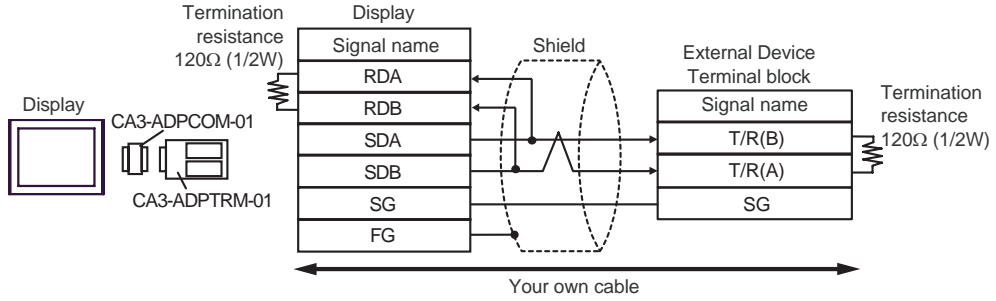 Termination
resistance
120Ω (1/2W)
Display
Signal name
RDA
RDB
SDA
SDB
SG
FG
Shield
External Device
Terminal block
Signal name
T/R(B)
T/R(A)
SG
Termination
resistance
120Ω (1/2W)
Display
CA3-ADPCOM-01
CA3-ADPTRM-01
Your own cable